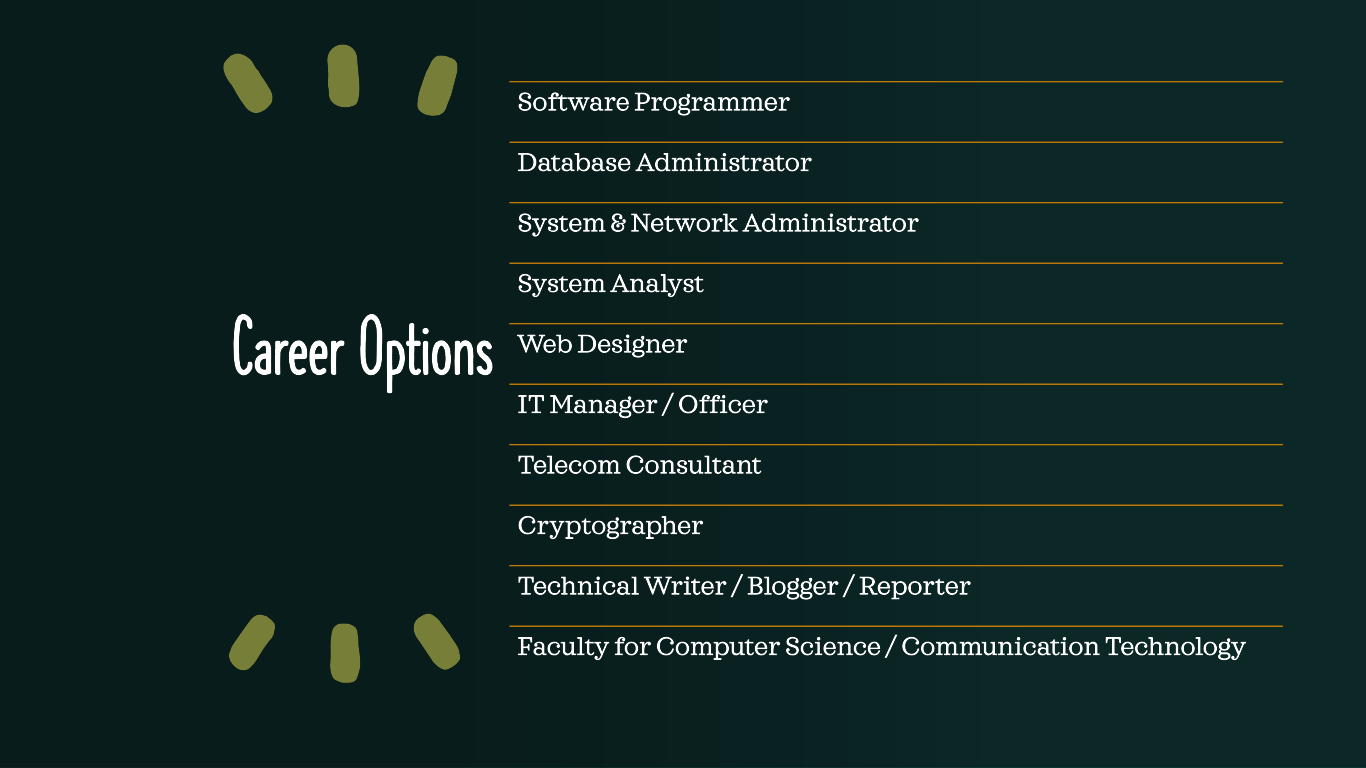 Career Options
Software Programmer
Database Administrator
System & Network Administrator
System Analyst
Web Designer
IT Manager / Officer
Telecom Consultant
Cryptographer
Technical Writer / Blogger / Reporter
Faculty for Computer Science / Communication Technology